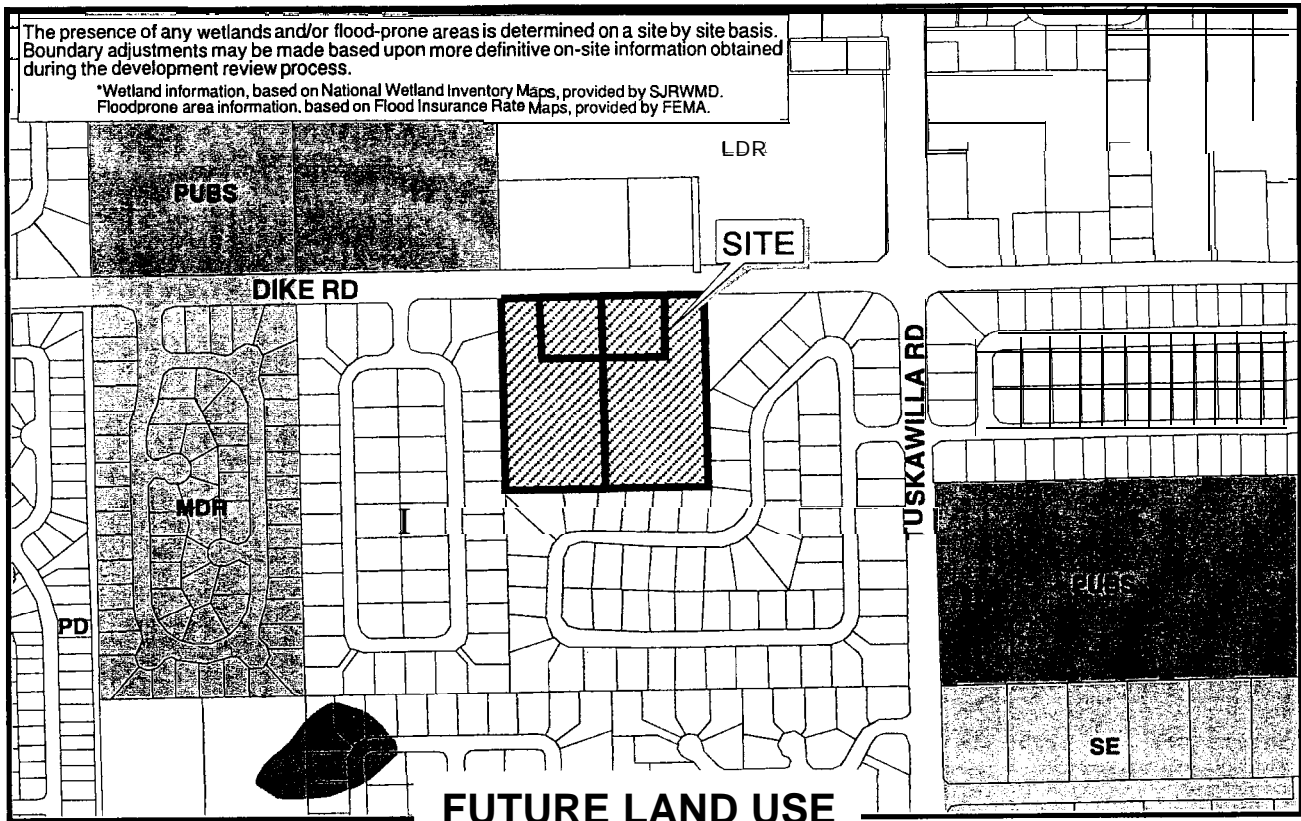 The presence of any wetlands and/or flood-prone areas is determined on a site by site basis.
Boundary adjustments may be made based upon more definitive on-site information obtained
during the development review process.
*Wetland information, based on National Wetland Inventory Maps, provided by SJRWMD.
Floodprone area information, based on Flood Insurance Rate Maps, provided by FEMA.
LDR
PUBS
SITE
DIKE RD
TUSKAWILLA RD
MDR
PUBS
PD
SE
FUTURE LAND USE